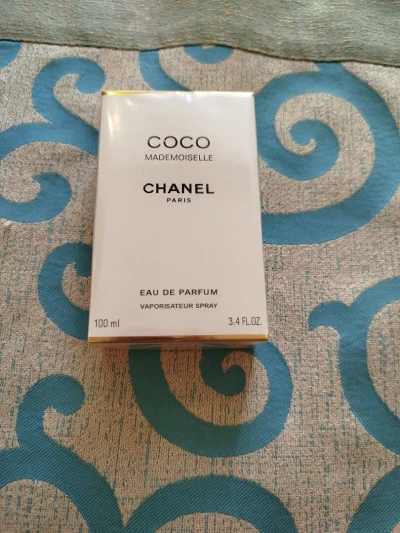 COCO
MADEMOISELLE
CHANEL
PARIS
EAU DE PARFUM
VAPORISATEUR SPRAY
100 ml 3.4 FL.OZ.